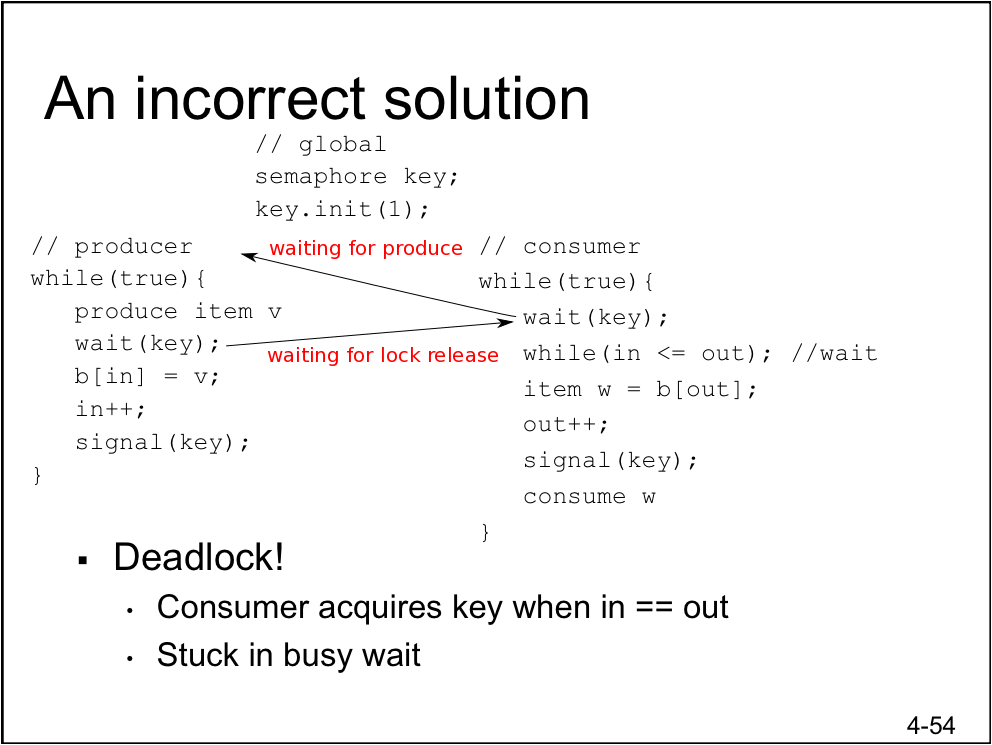 An incorrect solution
// global
semaphore key;
key.init(1);
// producer
while(true){
produce item v
wait(key);
b[in] = v;
in++;
signal(key);
}
waiting for produce
waiting for lock release
// consumer
while(true){
wait(key);
while(in <= out); //wait
item w = b[out];
out++;
signal(key);
consume w
}
▪ Deadlock!
• Consumer acquires key when in == out
• Stuck in busy wait
4-54